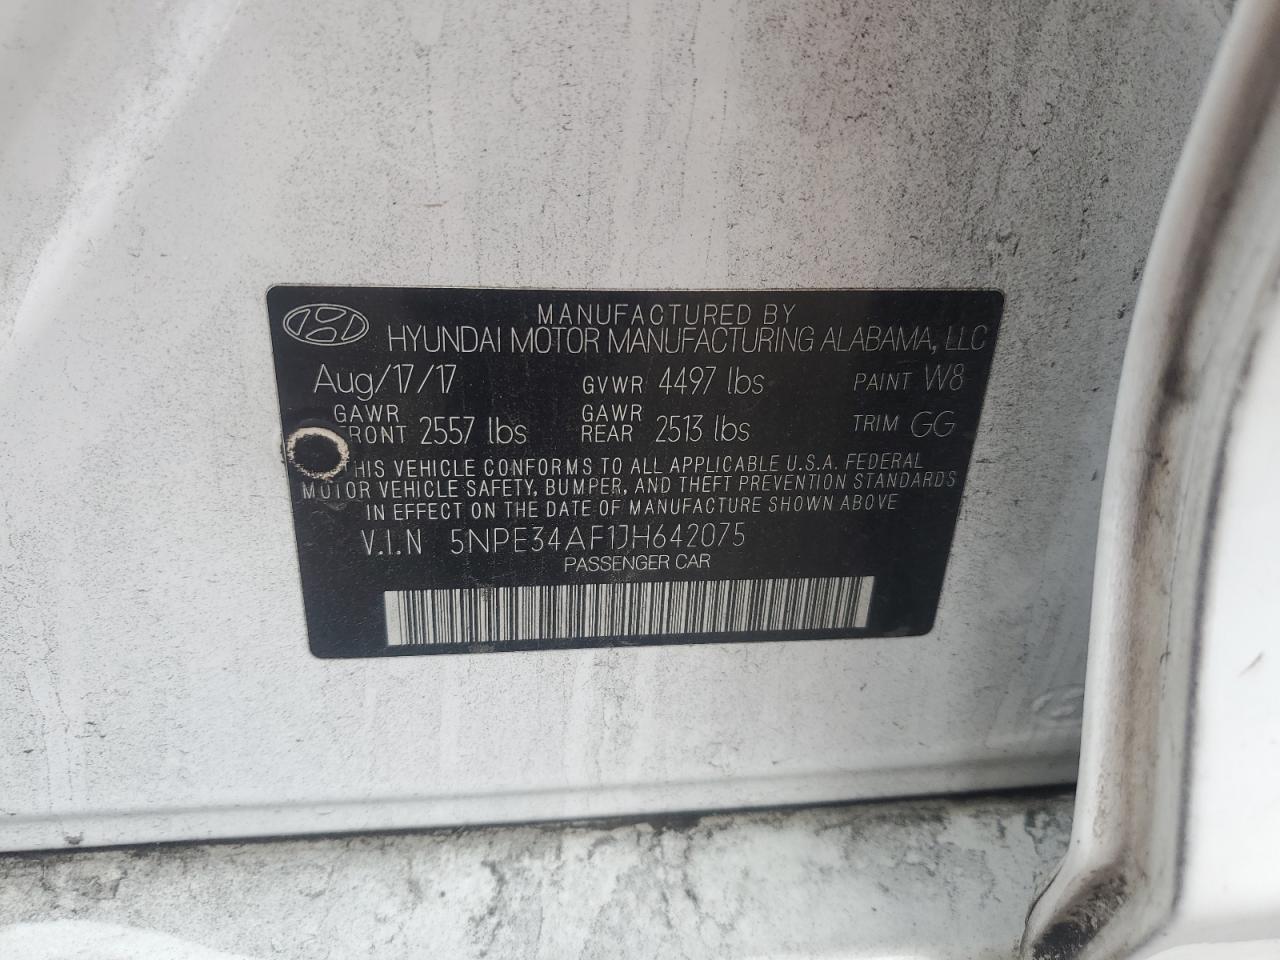 MANUFACTURED BY
HYUNDAI MOTOR MANUFACTURING ALABAMA, LLC
Aug/17/17 GVWR 4497 lbs PAINT W8
GAWR FRONT 2557 lbs GAWR REAR 2513 lbs TRIM GG
THIS VEHICLE CONFORMS TO ALL APPLICABLE U.S.A. FEDERAL
MOTOR VEHICLE SAFETY, BUMPER, AND THEFT PREVENTION STANDARDS
IN EFFECT ON THE DATE OF MANUFACTURE SHOWN ABOVE
V.I.N 5NPE34AF1JH642075
PASSENGER CAR